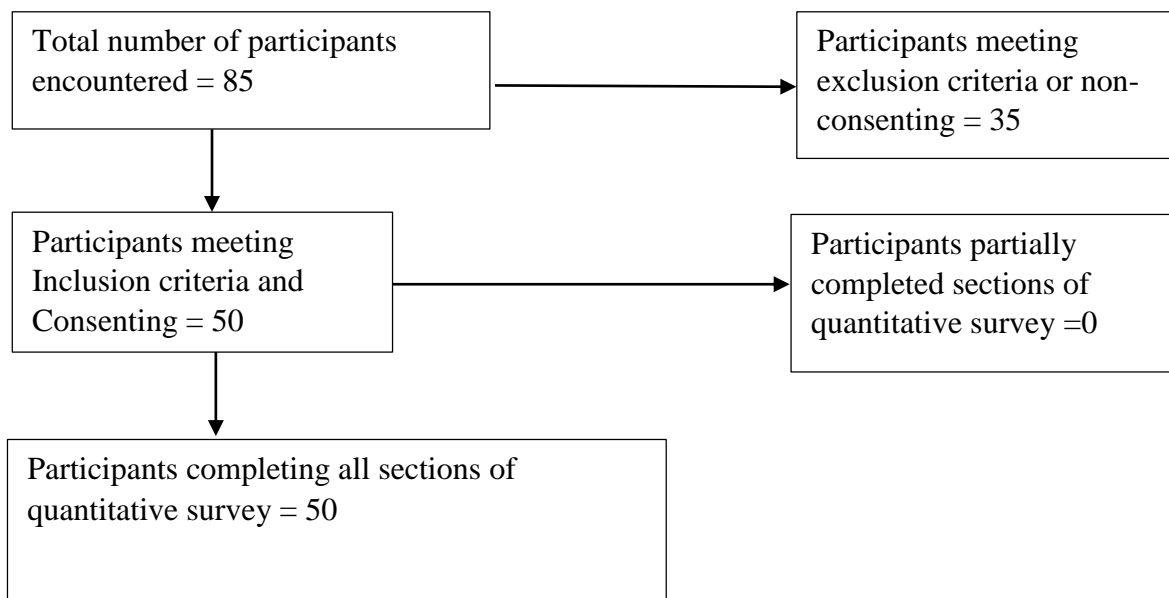 Total number of participants
encountered = 85
Participants meeting
exclusion criteria or non-
consenting = 35
Participants meeting
Inclusion criteria and
Consenting = 50
Participants partially
completed sections of
quantitative survey =0
Participants completing all sections of
quantitative survey = 50